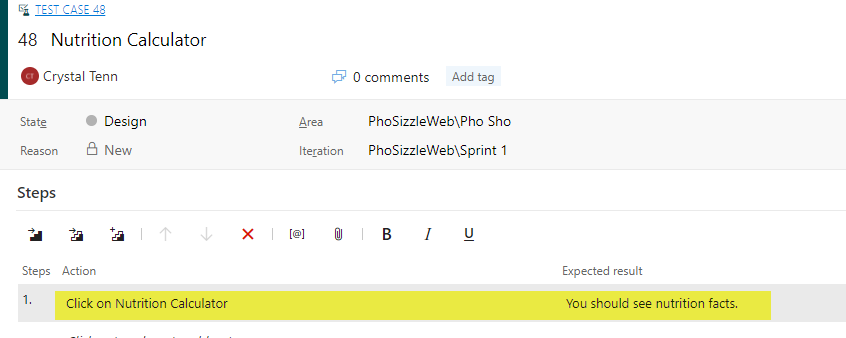 TEST CASE 48
48 Nutrition Calculator
CT Crystal Tenn 0 comments Add tag
State Design Area PhoSizzleWeb\Pho Sho
Reason New Iteration PhoSizzleWeb\Sprint 1
Steps
[@] B I U
Steps Action Expected result
1. Click on Nutrition Calculator You should see nutrition facts.